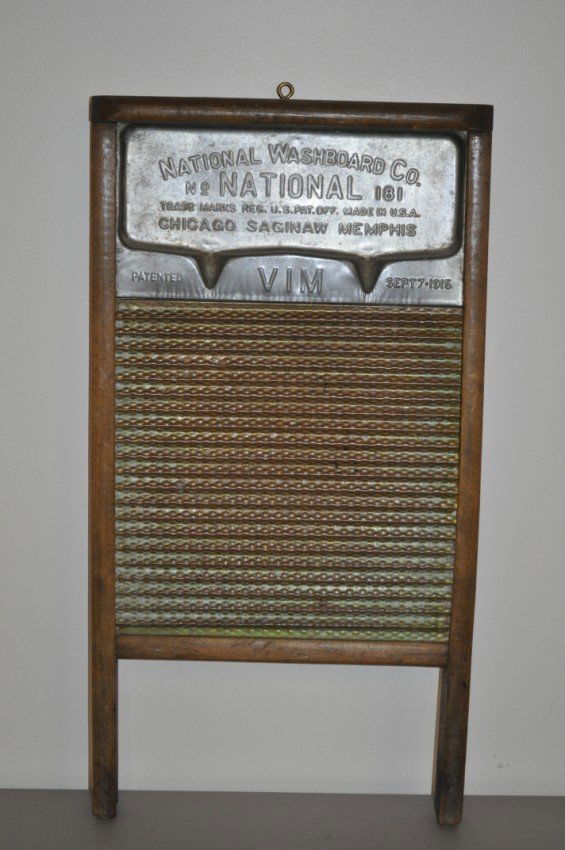 NATIONAL WASHBOARD CO.
No NATIONAL 181
TRADE MARKS REG. U.S. PAT. OFF. MADE IN U.S.A.
CHICAGO SAGINAW MEMPHIS
PATENTED VIM SEPT 7-1915